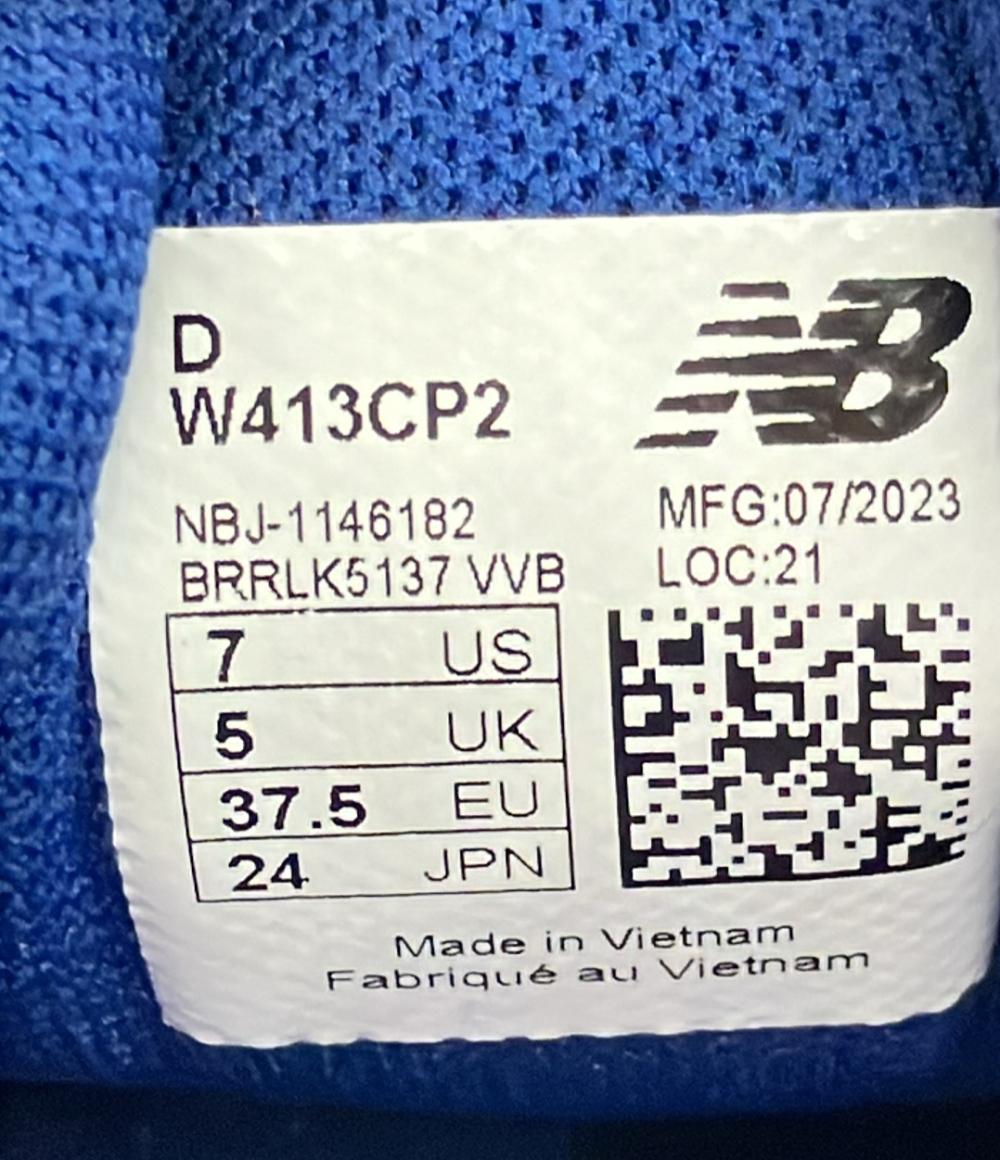 D
W413CP2
NB
NBJ-1146182
BRRLK5137 VVB
MFG:07/2023
LOC:21
7 US
5 UK
37.5 EU
24 JPN
Made in Vietnam
Fabriqué au Vietnam